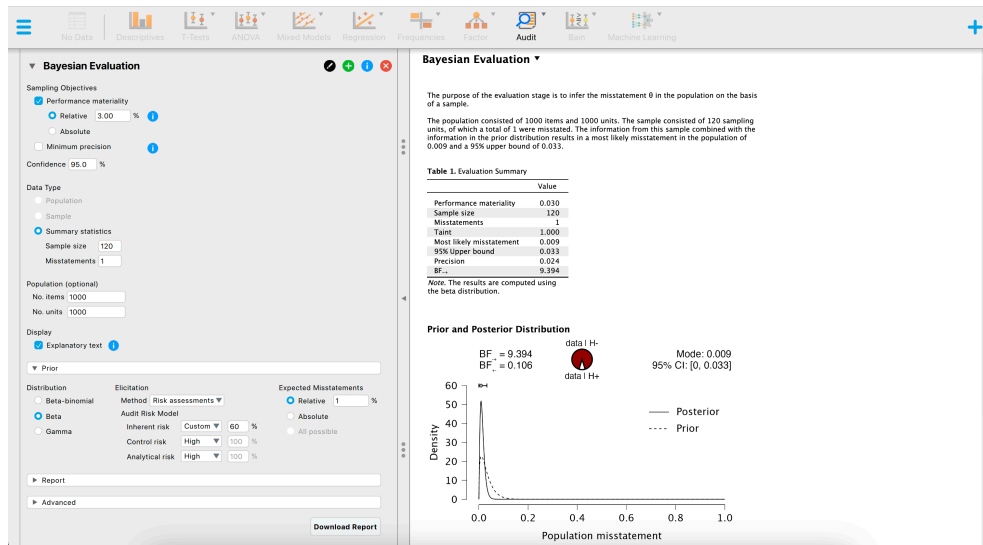 No Data
Descriptives
T-Tests
ANOVA
Mixed Models
Regression
Frequencies
Factor
Audit
Bain
Machine Learning
Bayesian Evaluation
Sampling Objectives
Performance materiality
Relative 3.00 %
Absolute
Minimum precision
Confidence 95.0 %
Data Type
Population
Sample
Summary statistics
Sample size 120
Misstatements 1
Population (optional)
No. items 1000
No. units 1000
Display
Explanatory text
Prior
Distribution
Beta-binomial
Beta
Gamma
Elicitation
Method Risk assessments
Audit Risk Model
Inherent risk Custom 60 %
Control risk High 100 %
Analytical risk High 100 %
Expected Misstatements
Relative 1 %
Absolute
All possible
Report
Advanced
Download Report
Bayesian Evaluation
The purpose of the evaluation stage is to infer the misstatement θ in the population on the basis
of a sample.
The population consisted of 1000 items and 1000 units. The sample consisted of 120 sampling
units, of which a total of 1 were misstated. The information from this sample combined with the
information in the prior distribution results in a most likely misstatement in the population of
0.009 and a 95% upper bound of 0.033.
Table 1. Evaluation Summary
Value
Performance materiality 0.030
Sample size 120
Misstatements 1
Taint 1.000
Most likely misstatement 0.009
95% Upper bound 0.033
Precision 0.024
BF₋₊ 9.394
Note. The results are computed using
the beta distribution.
Prior and Posterior Distribution
data | H-
BF₋₊ = 9.394
BF₊₋ = 0.106
data | H+
Mode: 0.009
95% CI: [0, 0.033]
Posterior
Prior
Density
60
50
40
30
20
10
0
0.0 0.2 0.4 0.6 0.8 1.0
Population misstatement